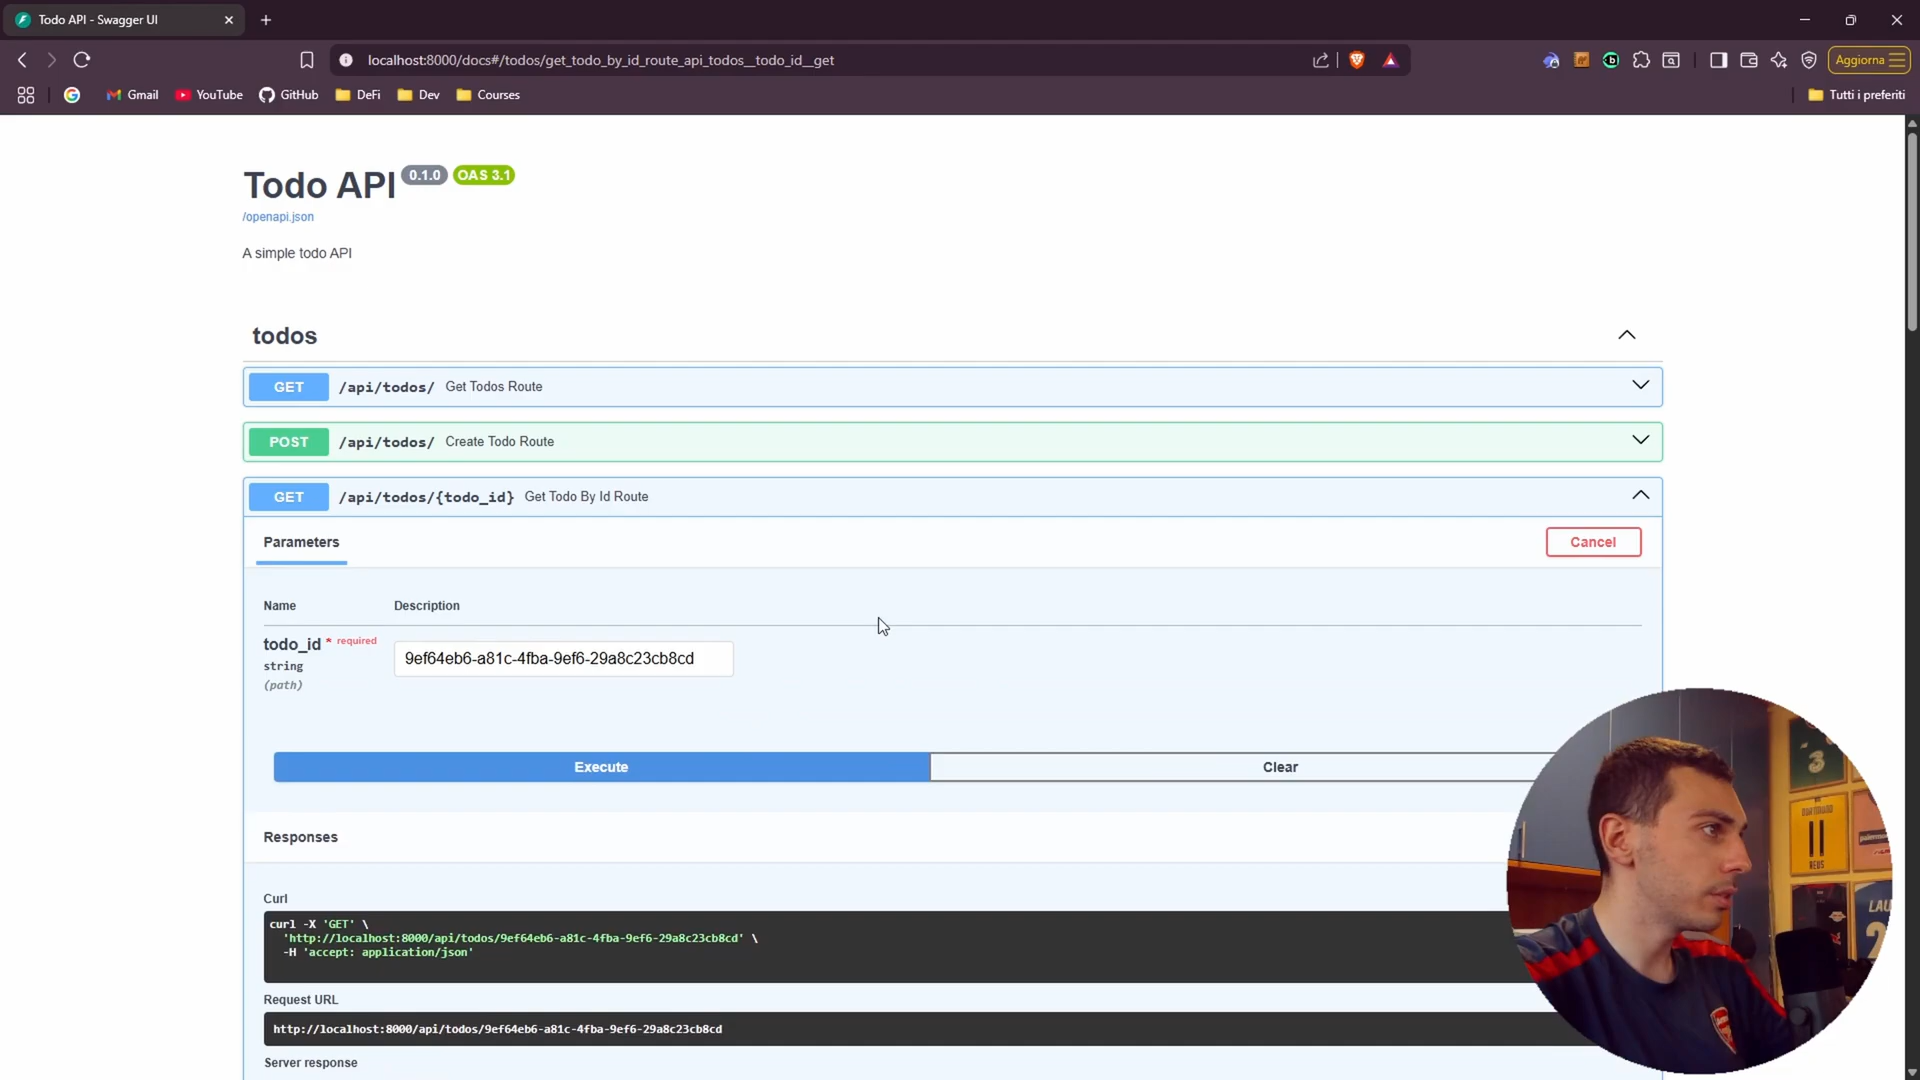 Todo API - Swagger UI
localhost:8000/docs#/todos/get_todo_by_id_route_api_todos__todo_id__get
Aggiorna
Gmail YouTube GitHub DeFi Dev Courses Tutti i preferiti
Todo API 0.1.0 OAS 3.1
/openapi.json
A simple todo API
todos
GET /api/todos/ Get Todos Route
POST /api/todos/ Create Todo Route
GET /api/todos/{todo_id} Get Todo By Id Route
Parameters Cancel
Name Description
todo_id * required
string
(path)
9ef64eb6-a81c-4fba-9ef6-29a8c23cb8cd
Execute Clear
Responses
Curl
curl -X 'GET' \
'http://localhost:8000/api/todos/9ef64eb6-a81c-4fba-9ef6-29a8c23cb8cd' \
-H 'accept: application/json'
Request URL
http://localhost:8000/api/todos/9ef64eb6-a81c-4fba-9ef6-29a8c23cb8cd
Server response
3
11
REUS
LAU
2